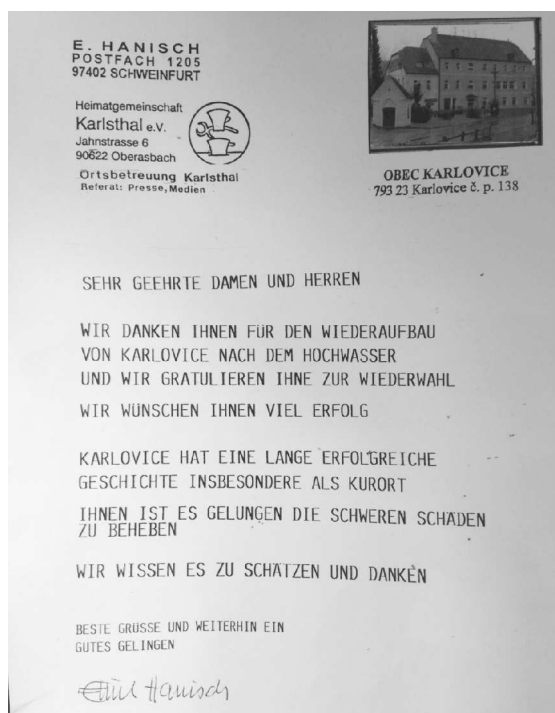 E. HANISCH
POSTFACH 1205
97402 SCHWEINFURT
Heimatgemeinschaft
Karlsthal e.V.
Jahnstrasse 6
90622 Oberasbach
Ortsbetreuung Karlsthal
Referat: Presse, Medien
OBEC KARLOVICE
793 23 Karlovice č. p. 138
SEHR GEEHRTE DAMEN UND HERREN
WIR DANKEN IHNEN FÜR DEN WIEDERAUFBAU
VON KARLOVICE NACH DEM HOCHWASSER
UND WIR GRATULIEREN IHNE ZUR WIEDERWAHL
WIR WÜNSCHEN IHNEN VIEL ERFOLG
KARLOVICE HAT EINE LANGE ERFOLGREICHE
GESCHICHTE INSBESONDERE ALS KURORT
IHNEN IST ES GELUNGEN DIE SCHWEREN SCHÄDEN
ZU BEHEBEN
WIR WISSEN ES ZU SCHÄTZEN UND DANKEN
BESTE GRÜSSE UND WEITERHIN EIN
GUTES GELINGEN
Hanisch